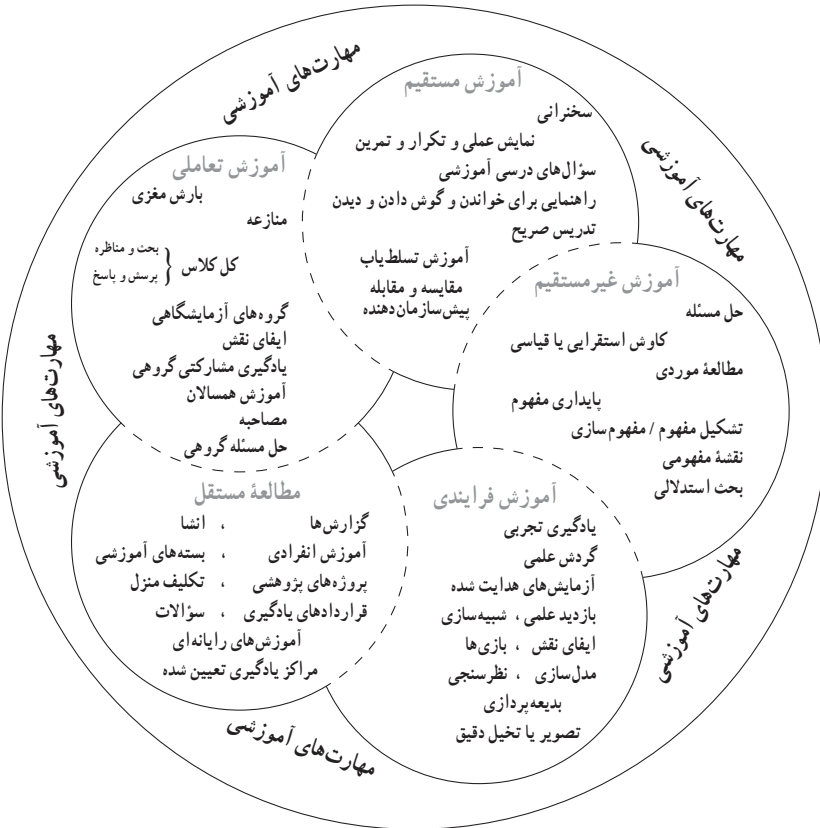 مهارت‌های آموزشی
مهارت‌های آموزشی
مهارت‌های آموزشی
مهارت‌های آموزشی
مهارت‌های آموزشی
آموزش مستقیم
سخنرانی
نمایش عملی و تکرار و تمرین
سؤال‌های درسی آموزشی
راهنمایی برای خواندن و گوش دادن و دیدن
تدریس صریح
آموزش تسلط‌یاب
مقایسه و مقابله
پیش‌سازمان‌دهنده
آموزش غیرمستقیم
حل مسئله
کاوش استقرایی یا قیاسی
مطالعۀ موردی
پایداری مفهوم
تشکیل مفهوم / مفهوم‌سازی
نقشۀ مفهومی
بحث استدلالی
آموزش فرایندی
یادگیری تجربی
گردش علمی
آزمایش‌های هدایت شده
بازدید علمی ، شبیه‌سازی
ایفای نقش ، بازی‌ها
مدل‌سازی ، نظرسنجی
بدیعه‌پردازی
تصویر یا تخیل دقیق
مطالعۀ مستقل
گزارش‌ها ، انشا
آموزش انفرادی ، بسته‌های آموزشی
پروژه‌های پژوهشی ، تکلیف منزل
قراردادهای یادگیری ، سؤالات
آموزش‌های رایانه‌ای
مراکز یادگیری تعیین شده
آموزش تعاملی
بارش مغزی
منازعه
کل کلاس { بحث و مناظره
پرسش و پاسخ
گروه‌های آزمایشگاهی
ایفای نقش
یادگیری مشارکتی گروهی
آموزش همسالان
مصاحبه
حل مسئله گروهی